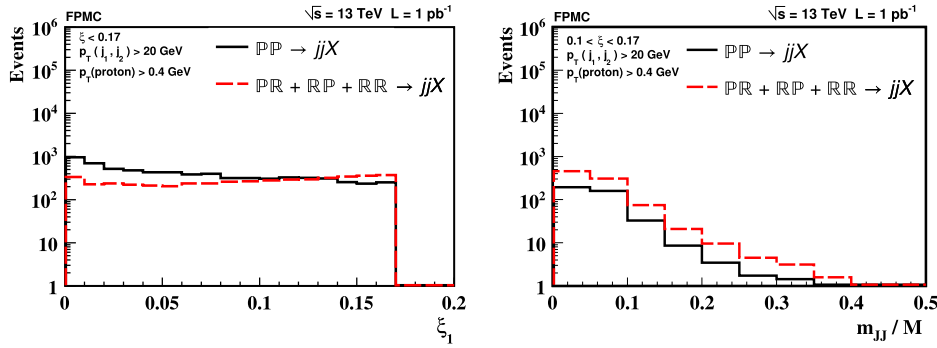 FPMC √s = 13 TeV L = 1 pb⁻¹
Events
10⁶
10⁵
10⁴
10³
10²
10
1
ξ < 0.17
p_T ( j₁ , j₂ ) > 20 GeV
p_T(proton) > 0.4 GeV
ℙℙ → jjX
ℙℝ + ℝℙ + ℝℝ → jjX
0 0.05 0.1 0.15 0.2
ξ₁
FPMC √s = 13 TeV L = 1 pb⁻¹
Events
10⁶
10⁵
10⁴
10³
10²
10
1
0.1 < ξ < 0.17
p_T ( j₁ , j₂ ) > 20 GeV
p_T(proton) > 0.4 GeV
ℙℙ → jjX
ℙℝ + ℝℙ + ℝℝ → jjX
0 0.1 0.2 0.3 0.4 0.5
m_JJ / M